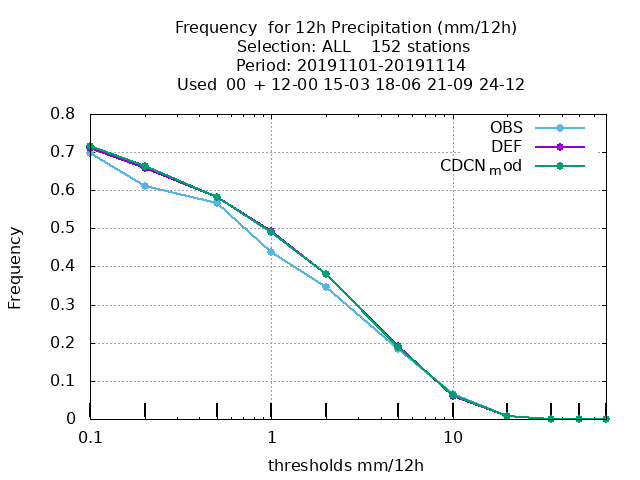 Frequency  for 12h Precipitation (mm/12h)
Selection: ALL    152 stations
Period: 20191101-20191114
Used  00 + 12-00 15-03 18-06 21-09 24-12
OBS
DEF
CDCNmod
0.8
0.7
0.6
0.5
0.4
0.3
0.2
0.1
0
Frequency
0.1
1
10
thresholds mm/12h